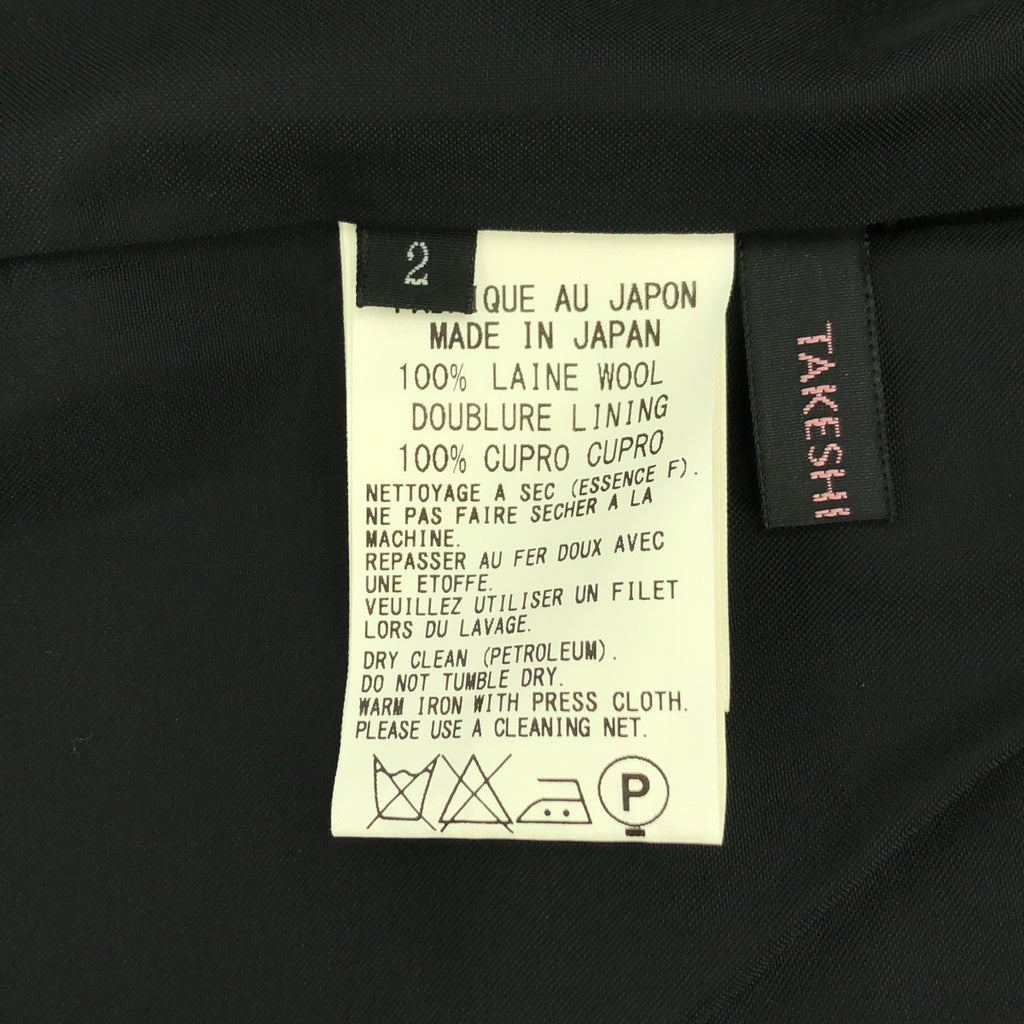 2
AU JAPON
MADE IN JAPAN
100% LAINE WOOL
DOUBLURE LINING
100% CUPRO CUPRO
NETTOYAGE A SEC (ESSENCE F).
NE PAS FAIRE SECHER A LA
MACHINE.
REPASSER AU FER DOUX AVEC
UNE ETOFFE.
VEUILLEZ UTILISER UN FILET
LORS DU LAVAGE.
DRY CLEAN (PETROLEUM).
DO NOT TUMBLE DRY.
WARM IRON WITH PRESS CLOTH.
PLEASE USE A CLEANING NET.
P
TAKESHI